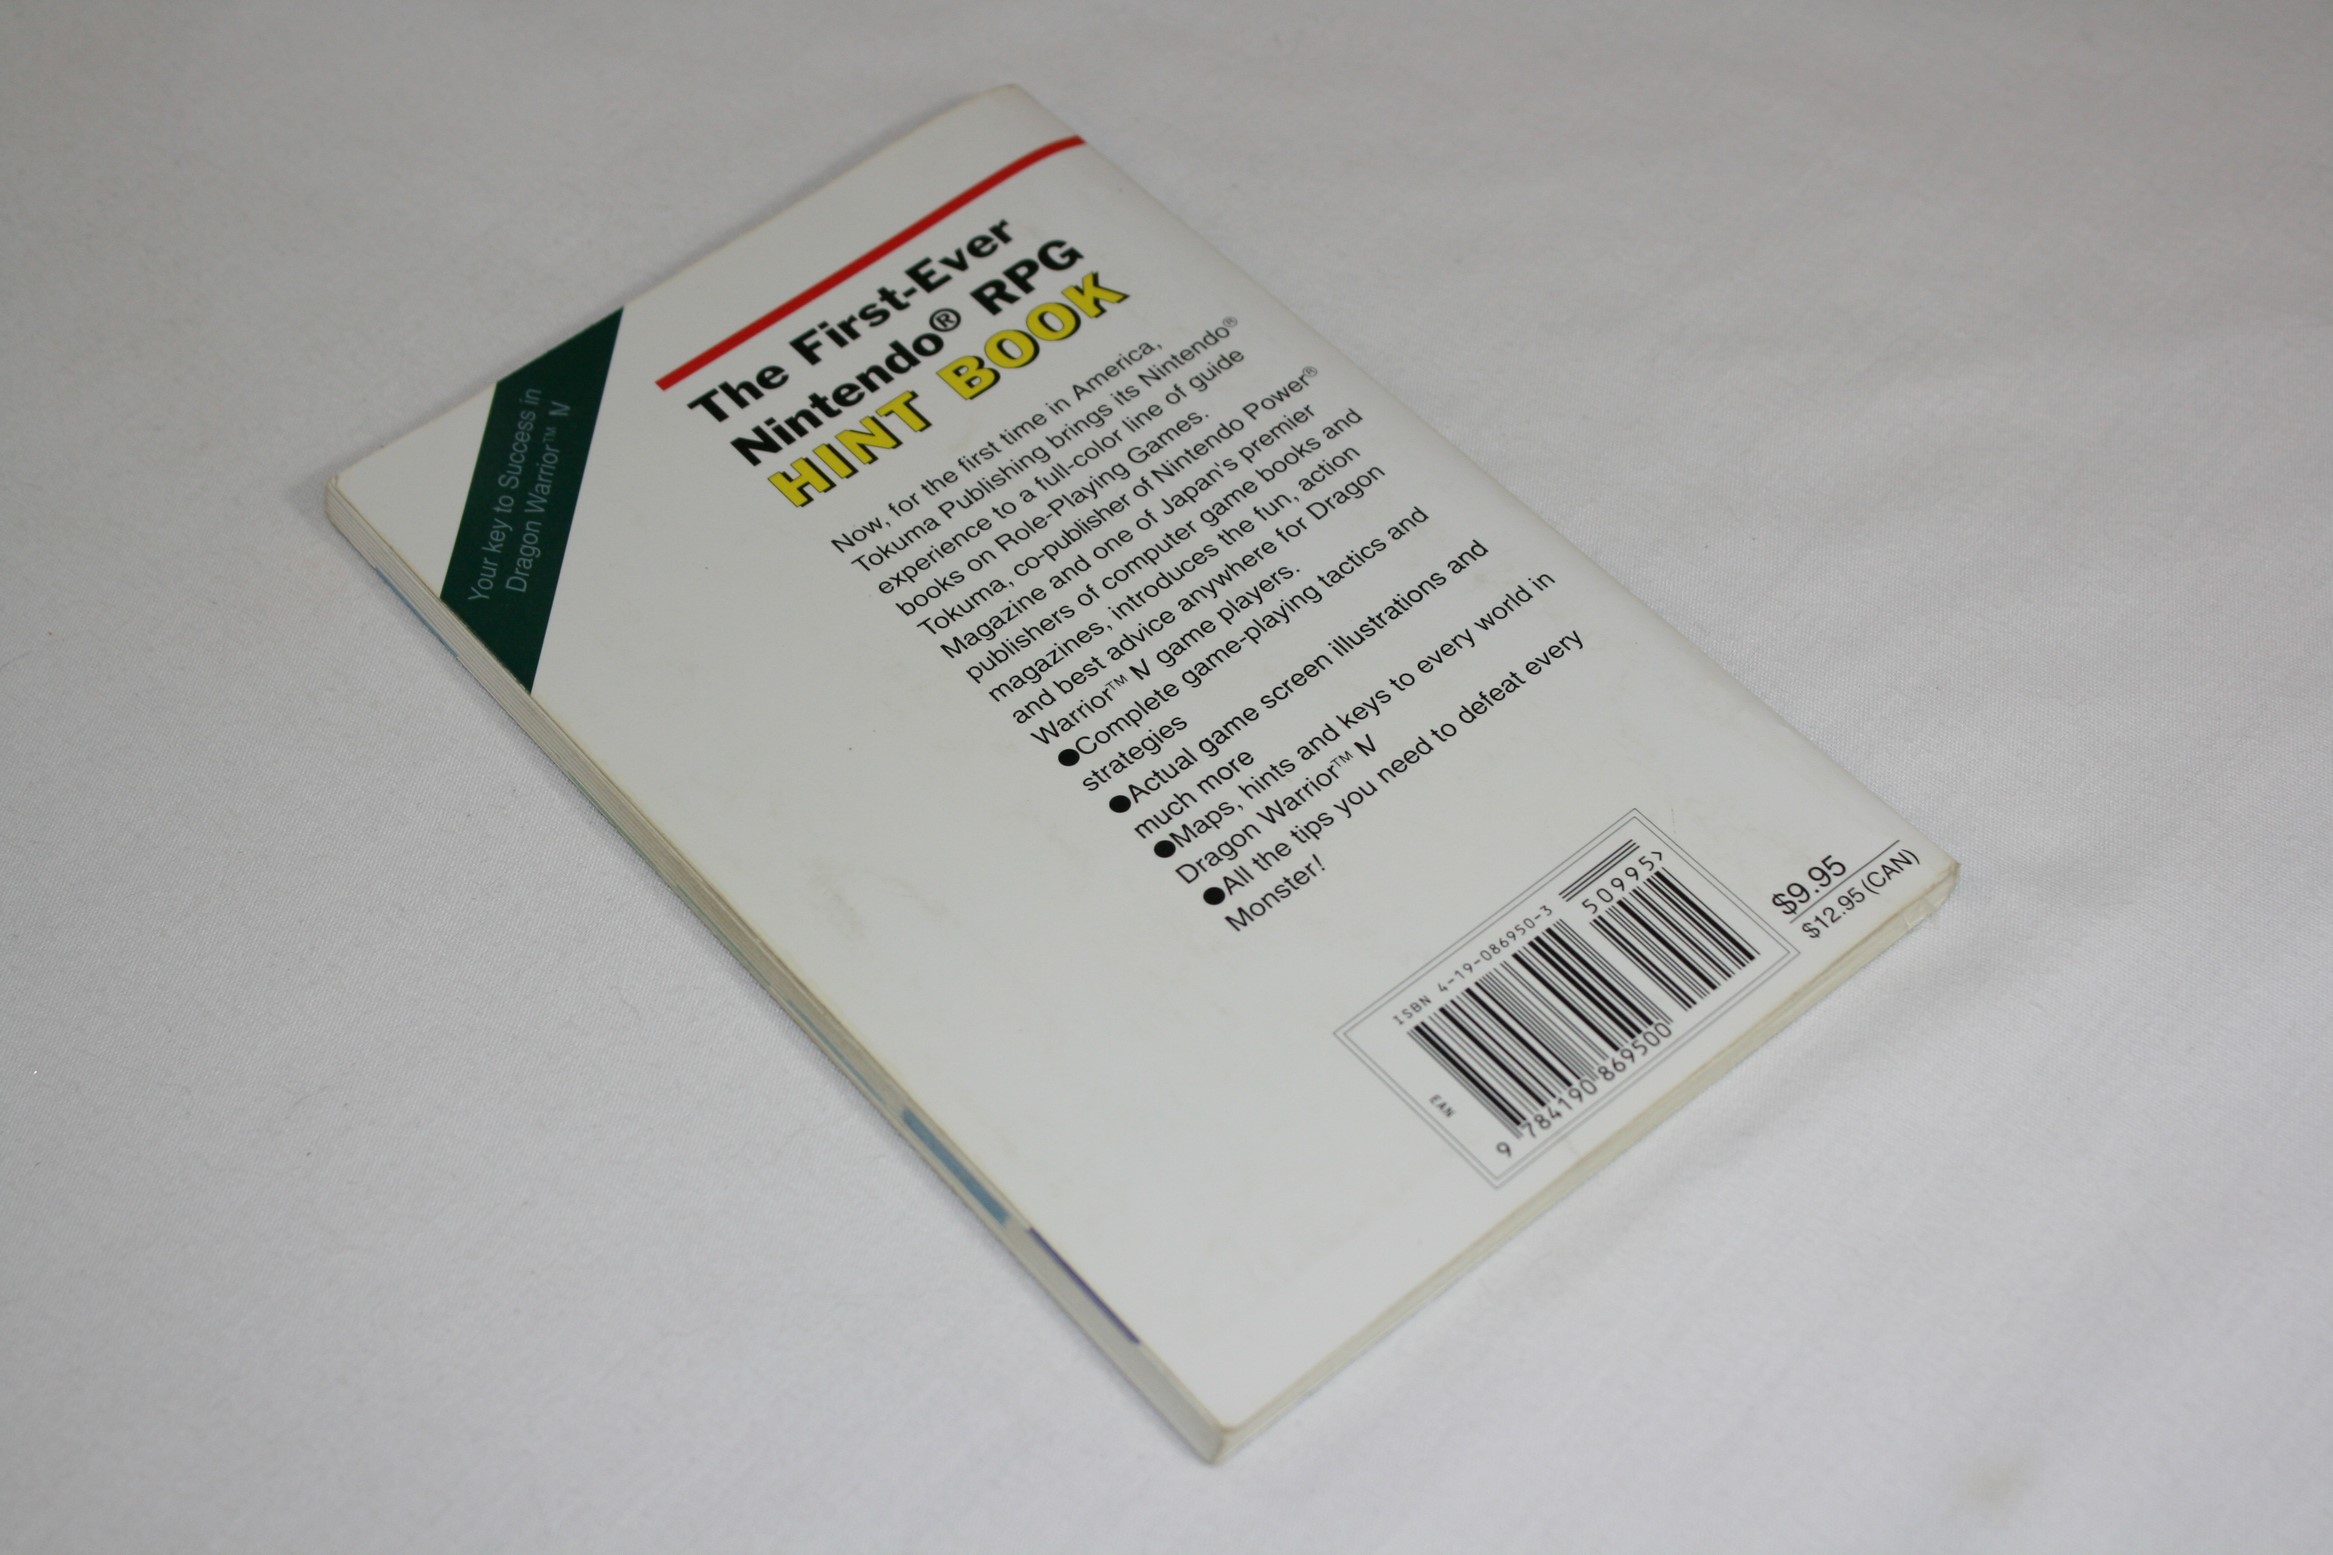 Your key to Success in
Dragon Warrior™ IV
The First-Ever
Nintendo® RPG
HINT BOOK
Now, for the first time in America,
Tokuma Publishing brings its Nintendo®
experience to a full-color line of guide
books on Role-Playing Games.
Tokuma, co-publisher of Nintendo Power®
Magazine and one of Japan's premier
publishers of computer game books and
magazines, introduces the fun, action
and best advice anywhere for Dragon
Warrior™ IV game players.
●Complete game-playing tactics and
strategies
●Actual game screen illustrations and
much more
●Maps, hints and keys to every world in
Dragon Warrior™ IV
●All the tips you need to defeat every
Monster!
ISBN 4-19-086950-3
50995>
EAN
9 784190 869500
$9.95
$12.95 (CAN)